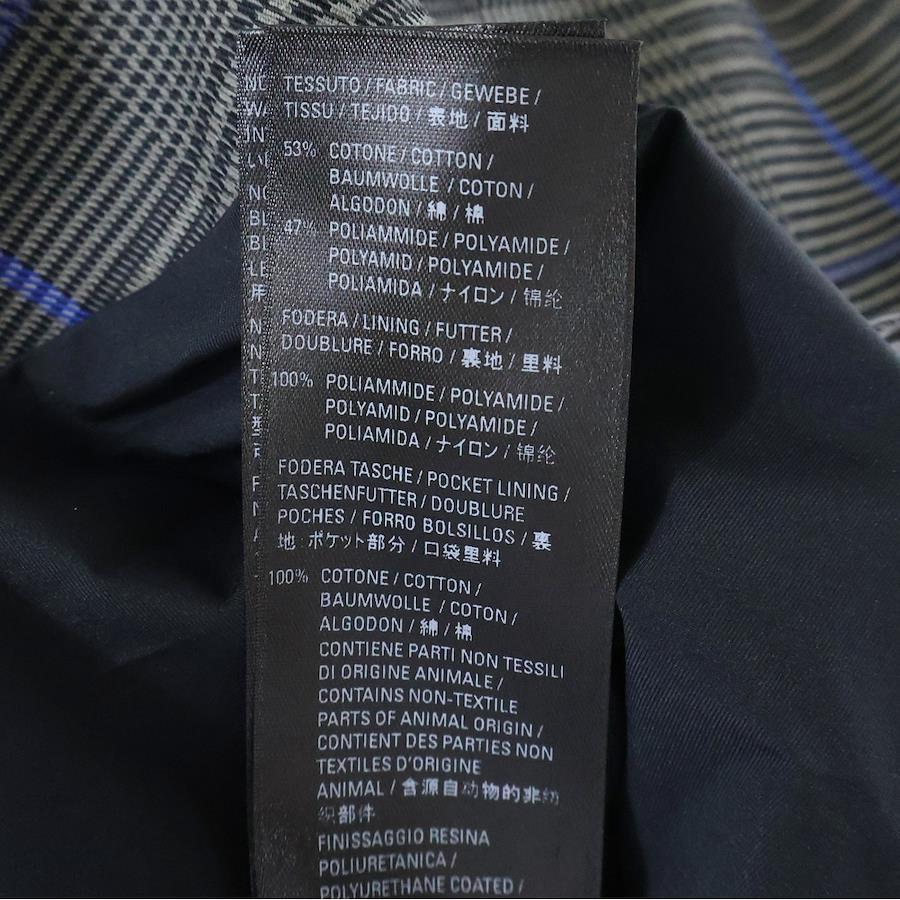 TESSUTO / FABRIC / GEWEBE /
TISSU / TEJIDO / 表地 / 面料
53% COTONE / COTTON /
BAUMWOLLE / COTON /
ALGODON / 綿 / 棉
47% POLIAMMIDE / POLYAMIDE /
POLYAMID / POLYAMIDE /
POLIAMIDA / ナイロン / 锦纶
FODERA / LINING / FUTTER /
DOUBLURE / FORRO / 裏地 / 里料
100% POLIAMMIDE / POLYAMIDE /
POLYAMID / POLYAMIDE /
POLIAMIDA / ナイロン / 锦纶
FODERA TASCHE / POCKET LINING /
TASCHENFUTTER / DOUBLURE
POCHES / FORRO BOLSILLOS / 裏
地:ポケット部分 / 口袋里料
100% COTONE / COTTON /
BAUMWOLLE / COTON /
ALGODON / 綿 / 棉
CONTIENE PARTI NON TESSILI
DI ORIGINE ANIMALE /
CONTAINS NON-TEXTILE
PARTS OF ANIMAL ORIGIN /
CONTIENT DES PARTIES NON
TEXTILES D'ORIGINE
ANIMAL / 含源自动物的非纺
织部件
FINISSAGGIO RESINA
POLIURETANICA /
POLYURETHANE COATED /